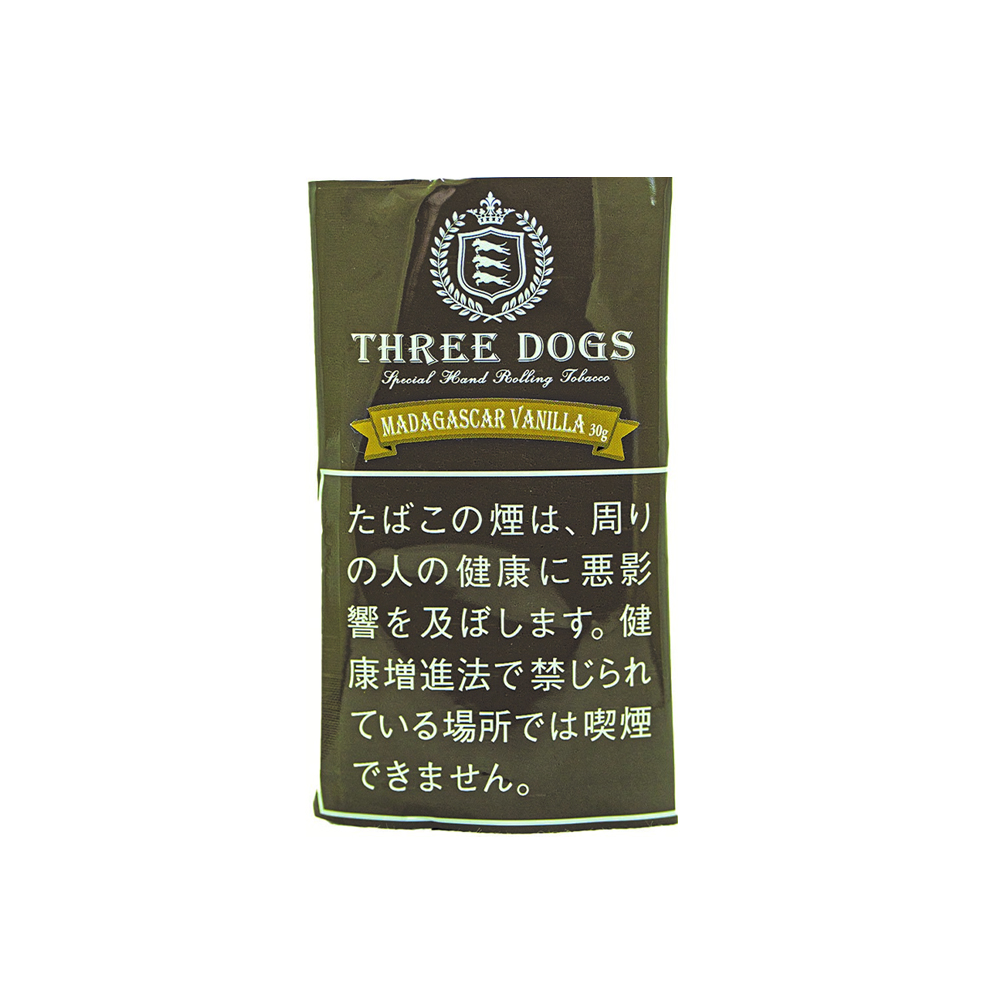 THREE DOGS
Special Hand Rolling Tobacco
MADAGASCAR VANILLA 30g
たばこの煙は、周り
の人の健康に悪影
響を及ぼします。健
康増進法で禁じられ
ている場所では喫煙
できません。